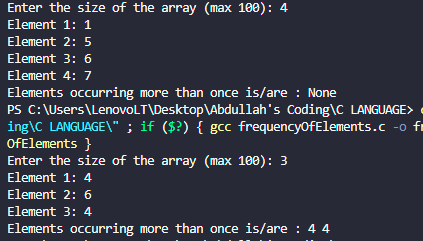 Enter the size of the array (max 100): 4
Element 1: 1
Element 2: 5
Element 3: 6
Element 4: 7
Elements occurring more than once is/are : None
PS C:\Users\LenovoLT\Desktop\Abdullah's Coding\C LANGUAGE>
ing\C LANGUAGE\" ; if ($?) { gcc frequencyOfElements.c -o
OfElements }
Enter the size of the array (max 100): 3
Element 1: 4
Element 2: 6
Element 3: 4
Elements occurring more than once is/are : 4 4